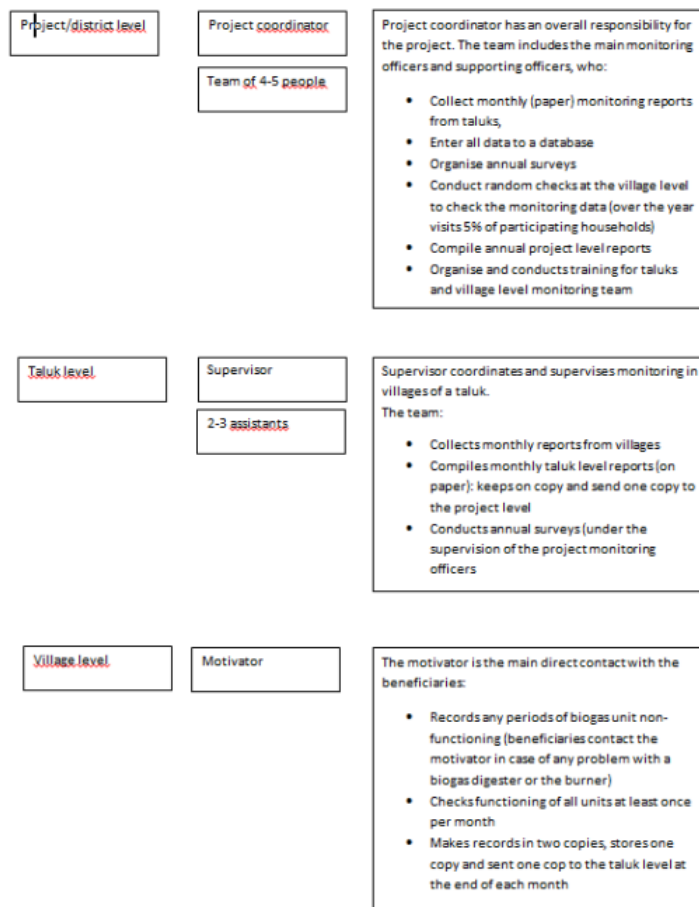 Project/district level
Project coordinator
Team of 4-5 people
Project coordinator has an overall responsibility for
the project. The team includes the main monitoring
officers and supporting officers, who:
• Collect monthly (paper) monitoring reports
from taluks,
• Enter all data to a database
• Organise annual surveys
• Conduct random checks at the village level
to check the monitoring data (over the year
visits 5% of participating households)
• Compile annual project level reports
• Organise and conducts training for taluks
and village level monitoring team
Taluk level
Supervisor
2-3 assistants
Supervisor coordinates and supervises monitoring in
villages of a taluk.
The team:
• Collects monthly reports from villages
• Compiles monthly taluk level reports (on
paper): keeps on copy and send one copy to
the project level
• Conducts annual surveys (under the
supervision of the project monitoring
officers
Village level
Motivator
The motivator is the main direct contact with the
beneficiaries:
• Records any periods of biogas unit non-
functioning (beneficiaries contact the
motivator in case of any problem with a
biogas digester or the burner)
• Checks functioning of all units at least once
per month
• Makes records in two copies, stores one
copy and sent one cop to the taluk level at
the end of each month